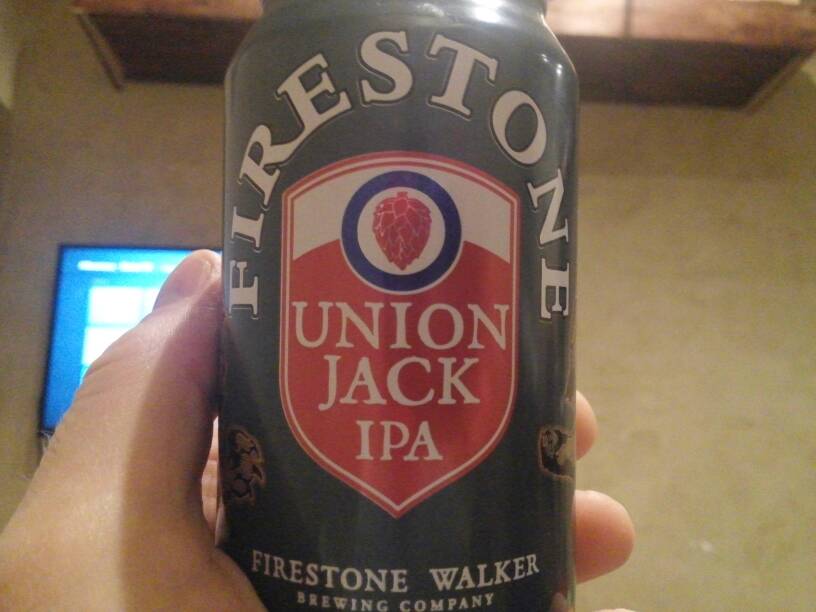 FIRESTONE
UNION
JACK
IPA
FIRESTONE WALKER
BREWING COMPANY